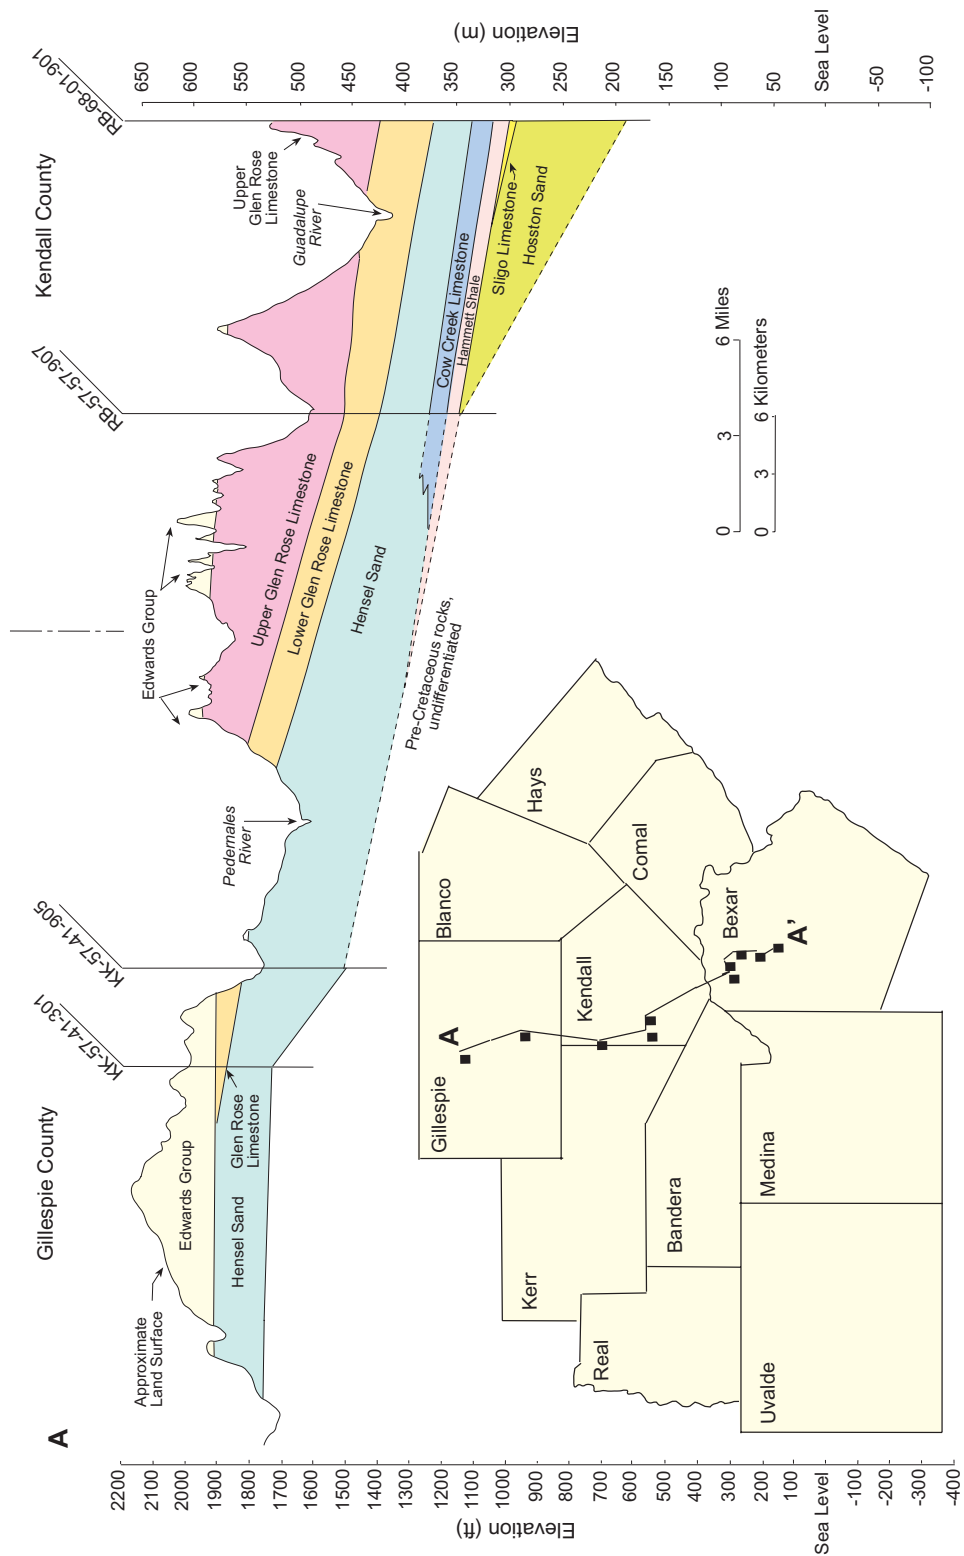 A
Gillespie County
Kendall County
KK-57-41-301
KK-57-41-905
RB-57-57-907
RB-68-01-901
Elevation (ft)
2200
2100
2000
1900
1800
1700
1600
1500
1400
1300
1200
1100
1000
900
800
700
600
500
400
300
200
100
Sea Level
-100
-200
-300
-400
Approximate
Land Surface
Edwards Group
Hensel Sand
Glen Rose
Limestone
Pedernales
River
Edwards Group
Upper Glen Rose Limestone
Lower Glen Rose Limestone
Hensel Sand
Pre-Cretaceous rocks,
undifferentiated
Cow Creek Limestone
Hammett Shale
Sligo Limestone
Hosston Sand
Guadalupe
River
Upper
Glen Rose
Limestone
Elevation (m)
650
600
550
500
450
400
350
300
250
200
150
100
50
Sea Level
-50
-100
0
3
6 Miles
0
3
6 Kilometers
Gillespie
A
Blanco
Hays
Kerr
Kendall
Comal
Real
Bandera
Bexar
A'
Uvalde
Medina